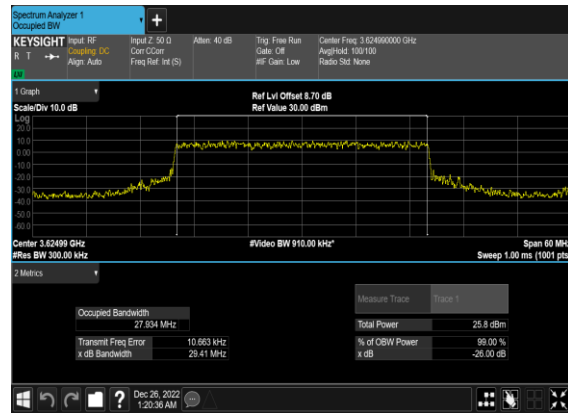 Spectrum Analyzer 1
Occupied BW
+
KEYSIGHT Input: RF Input Z: 50 Ω Atten: 40 dB Trig: Free Run Center Freq: 3.624990000 GHz
R T Coupling: DC Corr CCorr Gate: Off Avg|Hold: 100/100
Align: Auto Freq Ref: Int (S) #IF Gain: Low Radio Std: None
1 Graph
Ref Lvl Offset 8.70 dB
Scale/Div 10.0 dB Ref Value 30.00 dBm
Log
20.0
10.0
0.00
-10.0
-20.0
-30.0
-40.0
-50.0
-60.0
Center 3.62499 GHz #Video BW 910.00 kHz* Span 60 MHz
#Res BW 300.00 kHz Sweep 1.00 ms (1001 pts)
2 Metrics
Measure Trace Trace 1
Occupied Bandwidth
27.934 MHz Total Power 25.8 dBm
Transmit Freq Error 10.663 kHz % of OBW Power 99.00 %
x dB Bandwidth 29.41 MHz x dB -26.00 dB
? Dec 26, 2022
1:20:36 AM